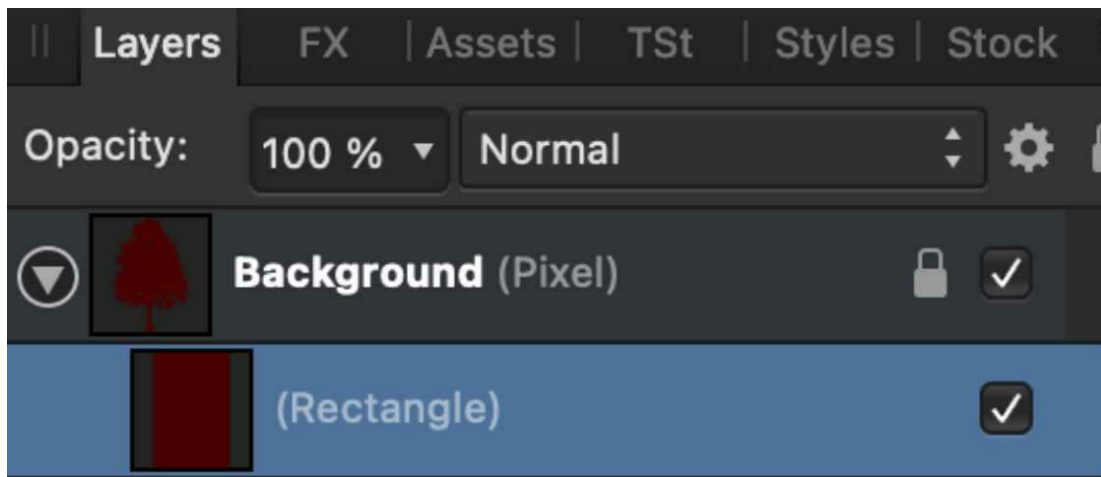 Layers FX Assets TSt Styles Stock
Opacity: 100 % Normal
Background (Pixel)
(Rectangle)